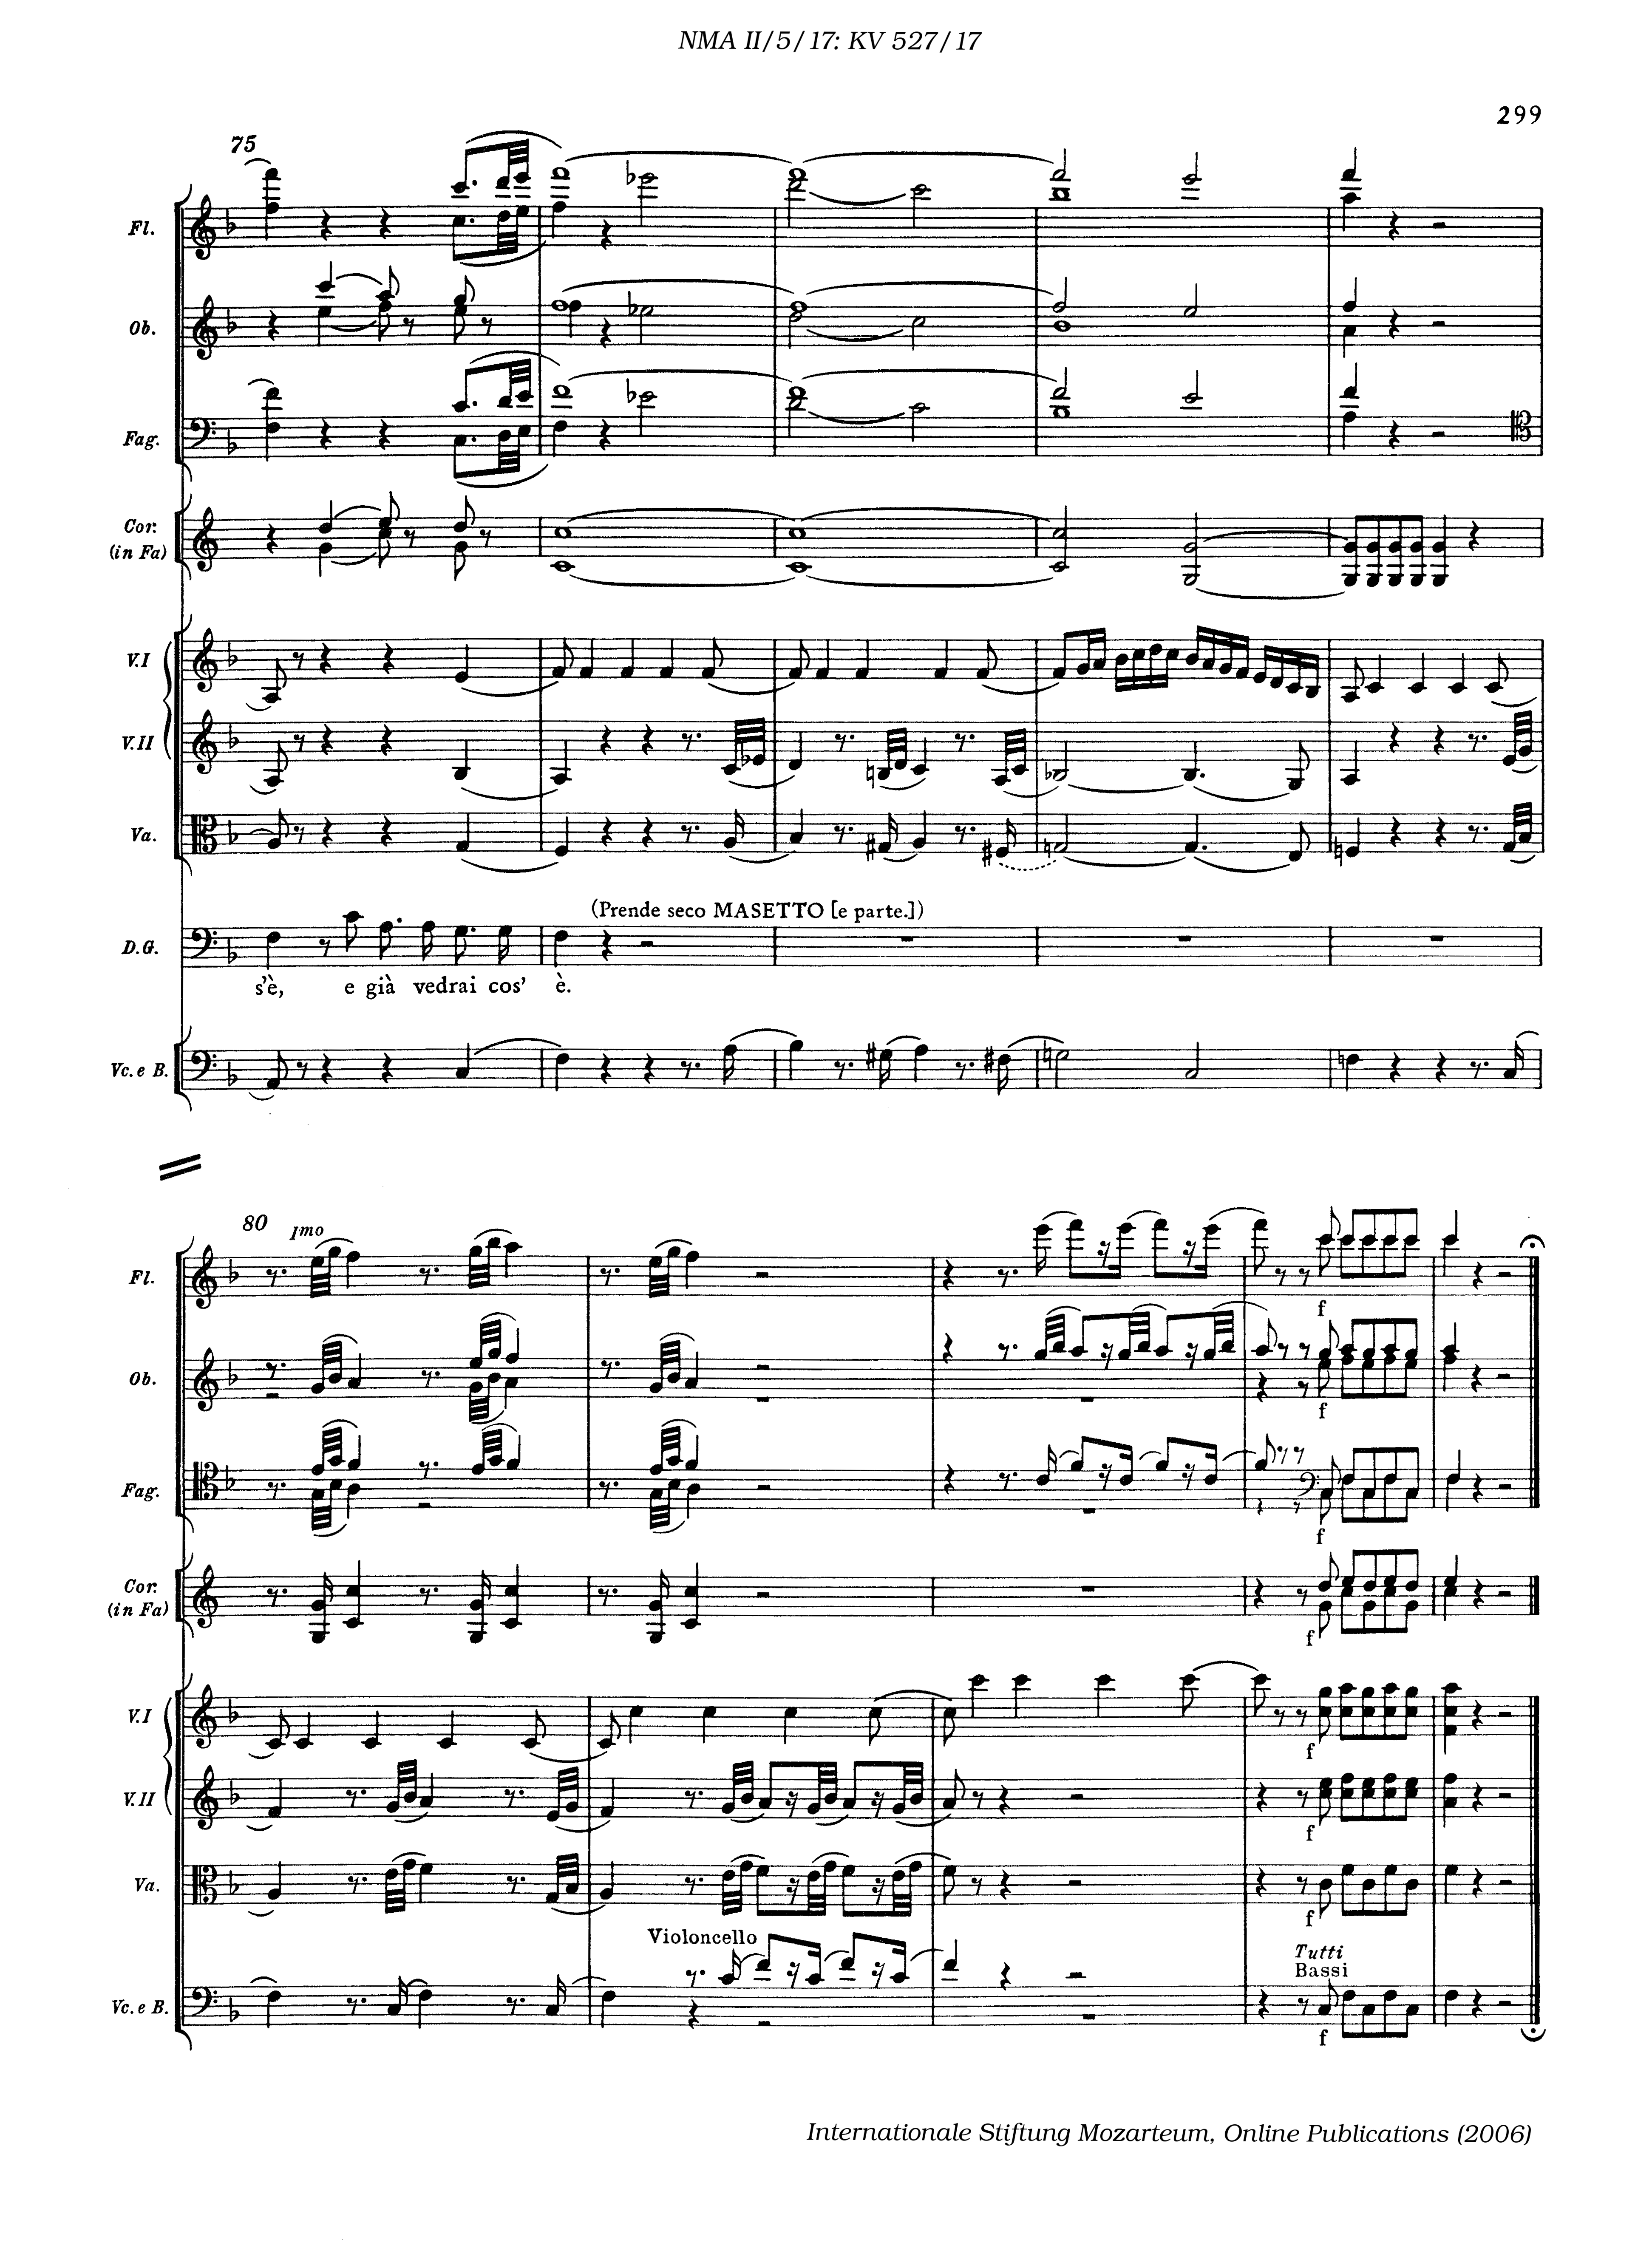 NMA II/5/17: KV 527/17
299
75
Fl.
Ob.
Fag.
Cor.
(in Fa)
V.I
V.II
Va.
(Prende seco MASETTO [e parte.])
D.G.
s'è, e già vedrai cos' è.
Vc. e B.
80
Imo
Fl.
f
Ob.
f
Fag.
f
Cor.
(in Fa)
f
V.I
f
V.II
f
Va.
f
Violoncello
Tutti
Bassi
Vc. e B.
f
Internationale Stiftung Mozarteum, Online Publications (2006)